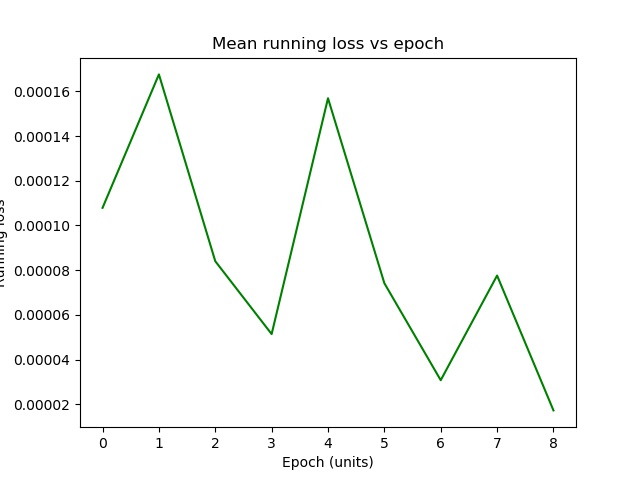 Mean running loss vs epoch
0.00016
0.00014
0.00012
0.00010
0.00008
0.00006
0.00004
0.00002
0 1 2 3 4 5 6 7 8
Epoch (units)
Running loss